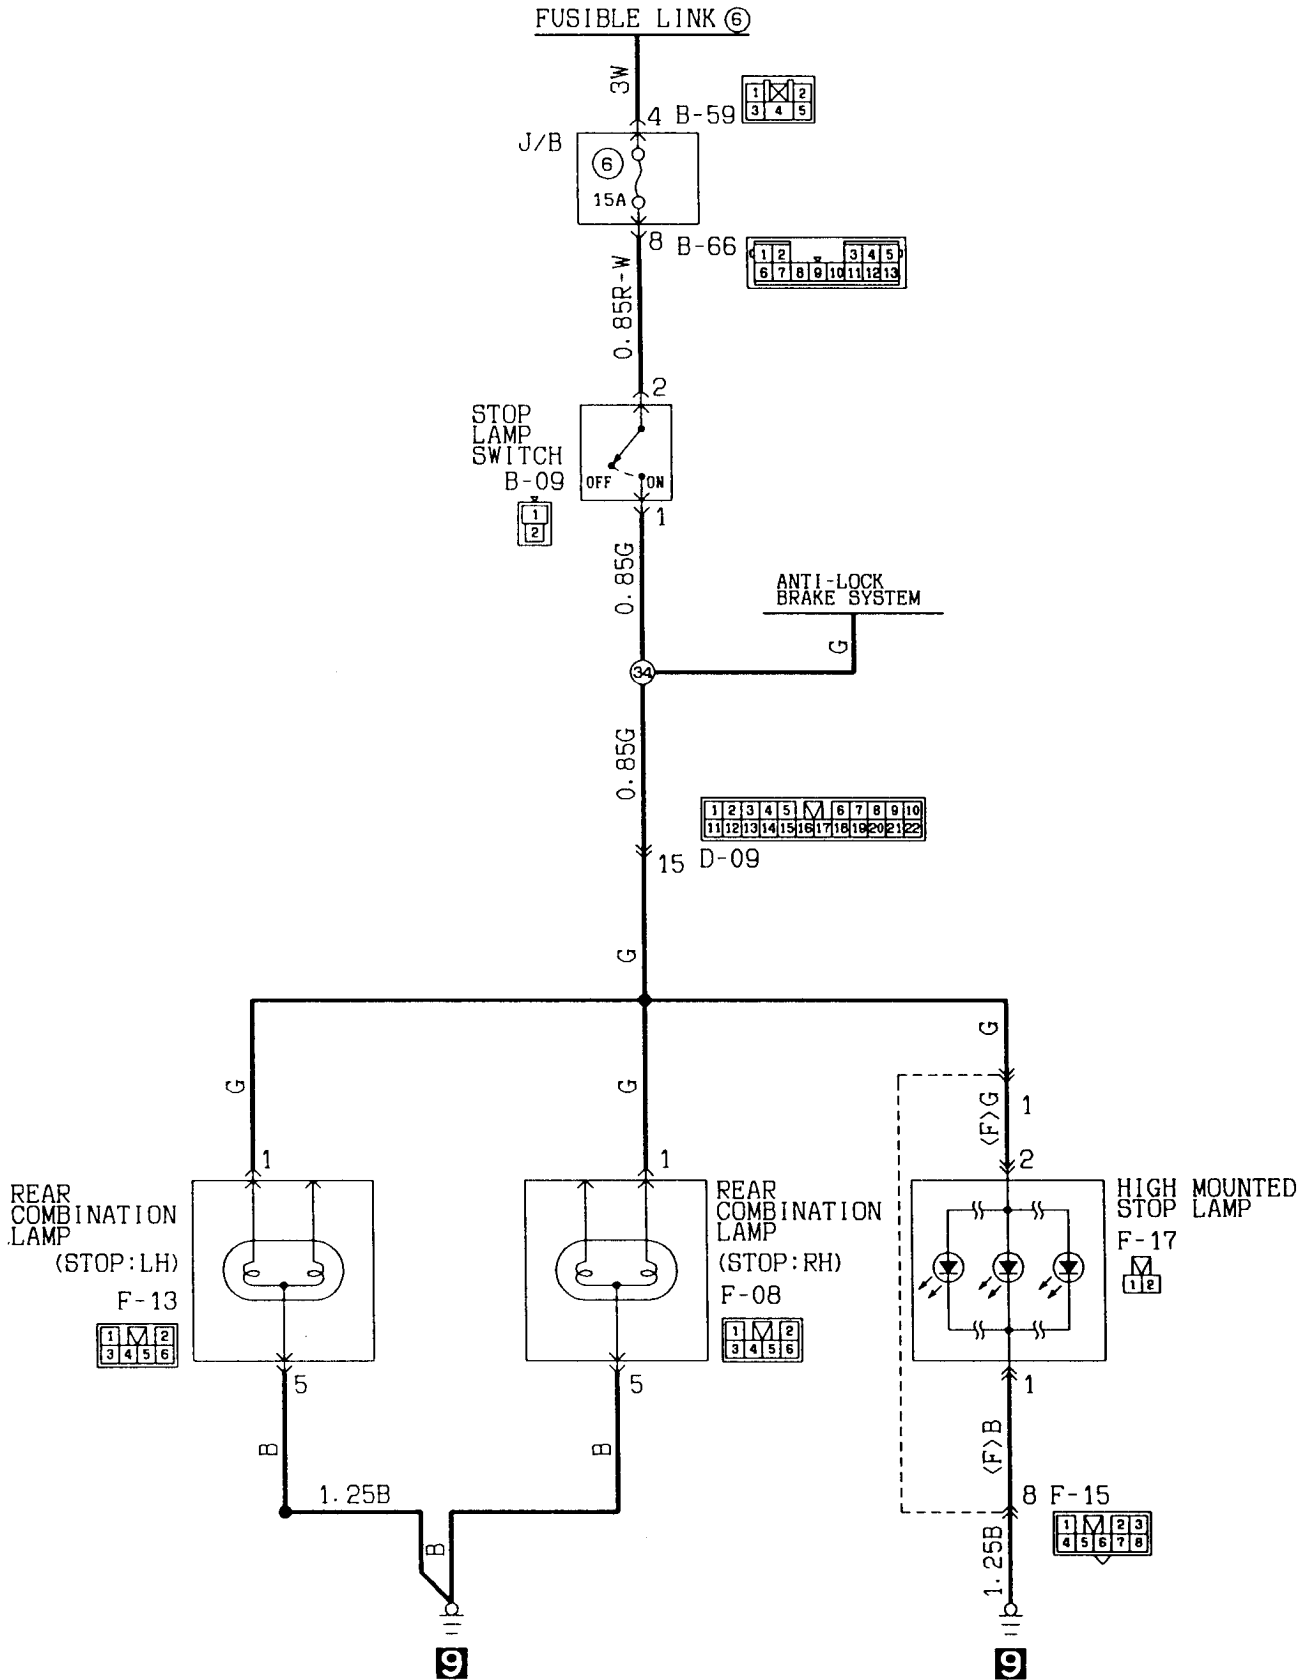 FUSIBLE LINK ⑥
3W
1 2
3 4 5
4 B-59
J/B
6
15A
8 B-66
1 2 3 4 5
6 7 8 9 10 11 12 13
0.85R-W
2
STOP
LAMP
SWITCH
B-09
OFF ON
1
2
1
0.85G
ANTI-LOCK
BRAKE SYSTEM
G
34
0.85G
1 2 3 4 5 6 7 8 9 10
11 12 13 14 15 16 17 18 19 20 21 22
15 D-09
G
G
G
G
<F>G
1
1
1
2
REAR
COMBINATION
LAMP
(STOP:LH)
F-13
1 2
3 4 5 6
REAR
COMBINATION
LAMP
(STOP:RH)
F-08
1 2
3 4 5 6
HIGH MOUNTED
STOP LAMP
F-17
1 2
5
5
1
B
B
<F>B
1.25B
8 F-15
1 2 3
4 5 6 7 8
B
1.25B
9
9